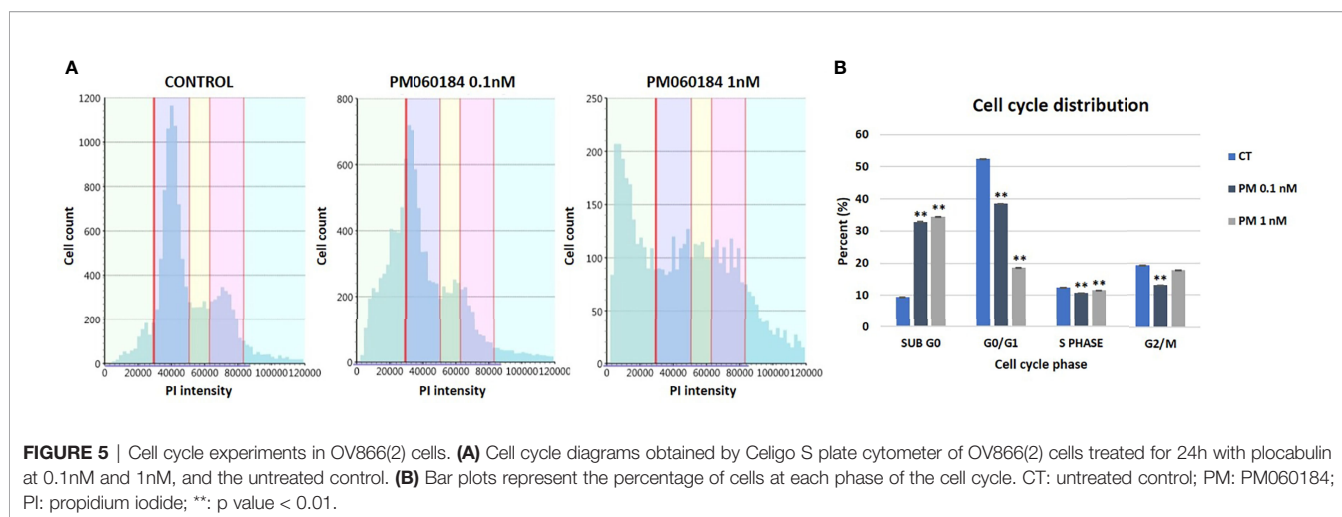 A
CONTROL
1200
1000
800
600
400
200
0
Cell count
0 20000 40000 60000 80000 100000 120000
PI intensity
PM060184 0.1nM
800
600
400
200
0
Cell count
0 20000 40000 60000 80000 100000 120000
PI intensity
PM060184 1nM
250
200
150
100
50
0
Cell count
0 20000 40000 60000 80000 100000 120000
PI intensity
B
Cell cycle distribution
60
50
40
30
20
10
0
Percent (%)
** **
**
**
** **
**
SUB G0 G0/G1 S PHASE G2/M
Cell cycle phase
CT
PM 0.1 nM
PM 1 nM
FIGURE 5 | Cell cycle experiments in OV866(2) cells. (A) Cell cycle diagrams obtained by Celigo S plate cytometer of OV866(2) cells treated for 24h with plocabulin
at 0.1nM and 1nM, and the untreated control. (B) Bar plots represent the percentage of cells at each phase of the cell cycle. CT: untreated control; PM: PM060184;
PI: propidium iodide; **: p value < 0.01.